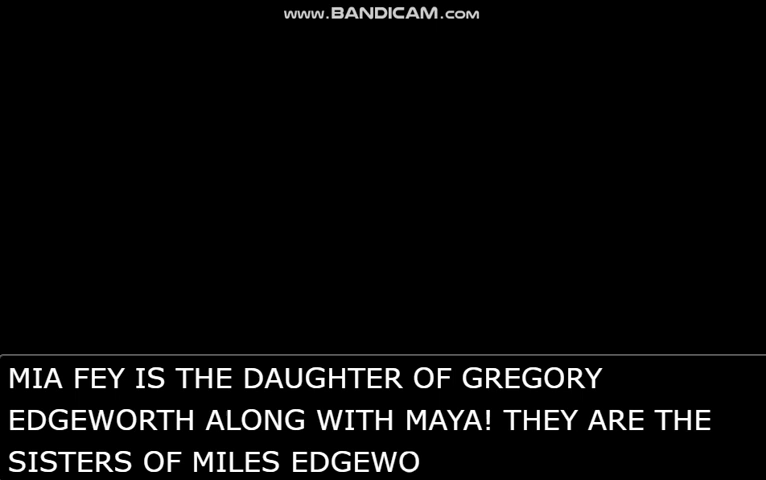 www.BANDICAM.com
MIA FEY IS THE DAUGHTER OF GREGORY
EDGEWORTH ALONG WITH MAYA! THEY ARE THE
SISTERS OF MILES EDGEWO